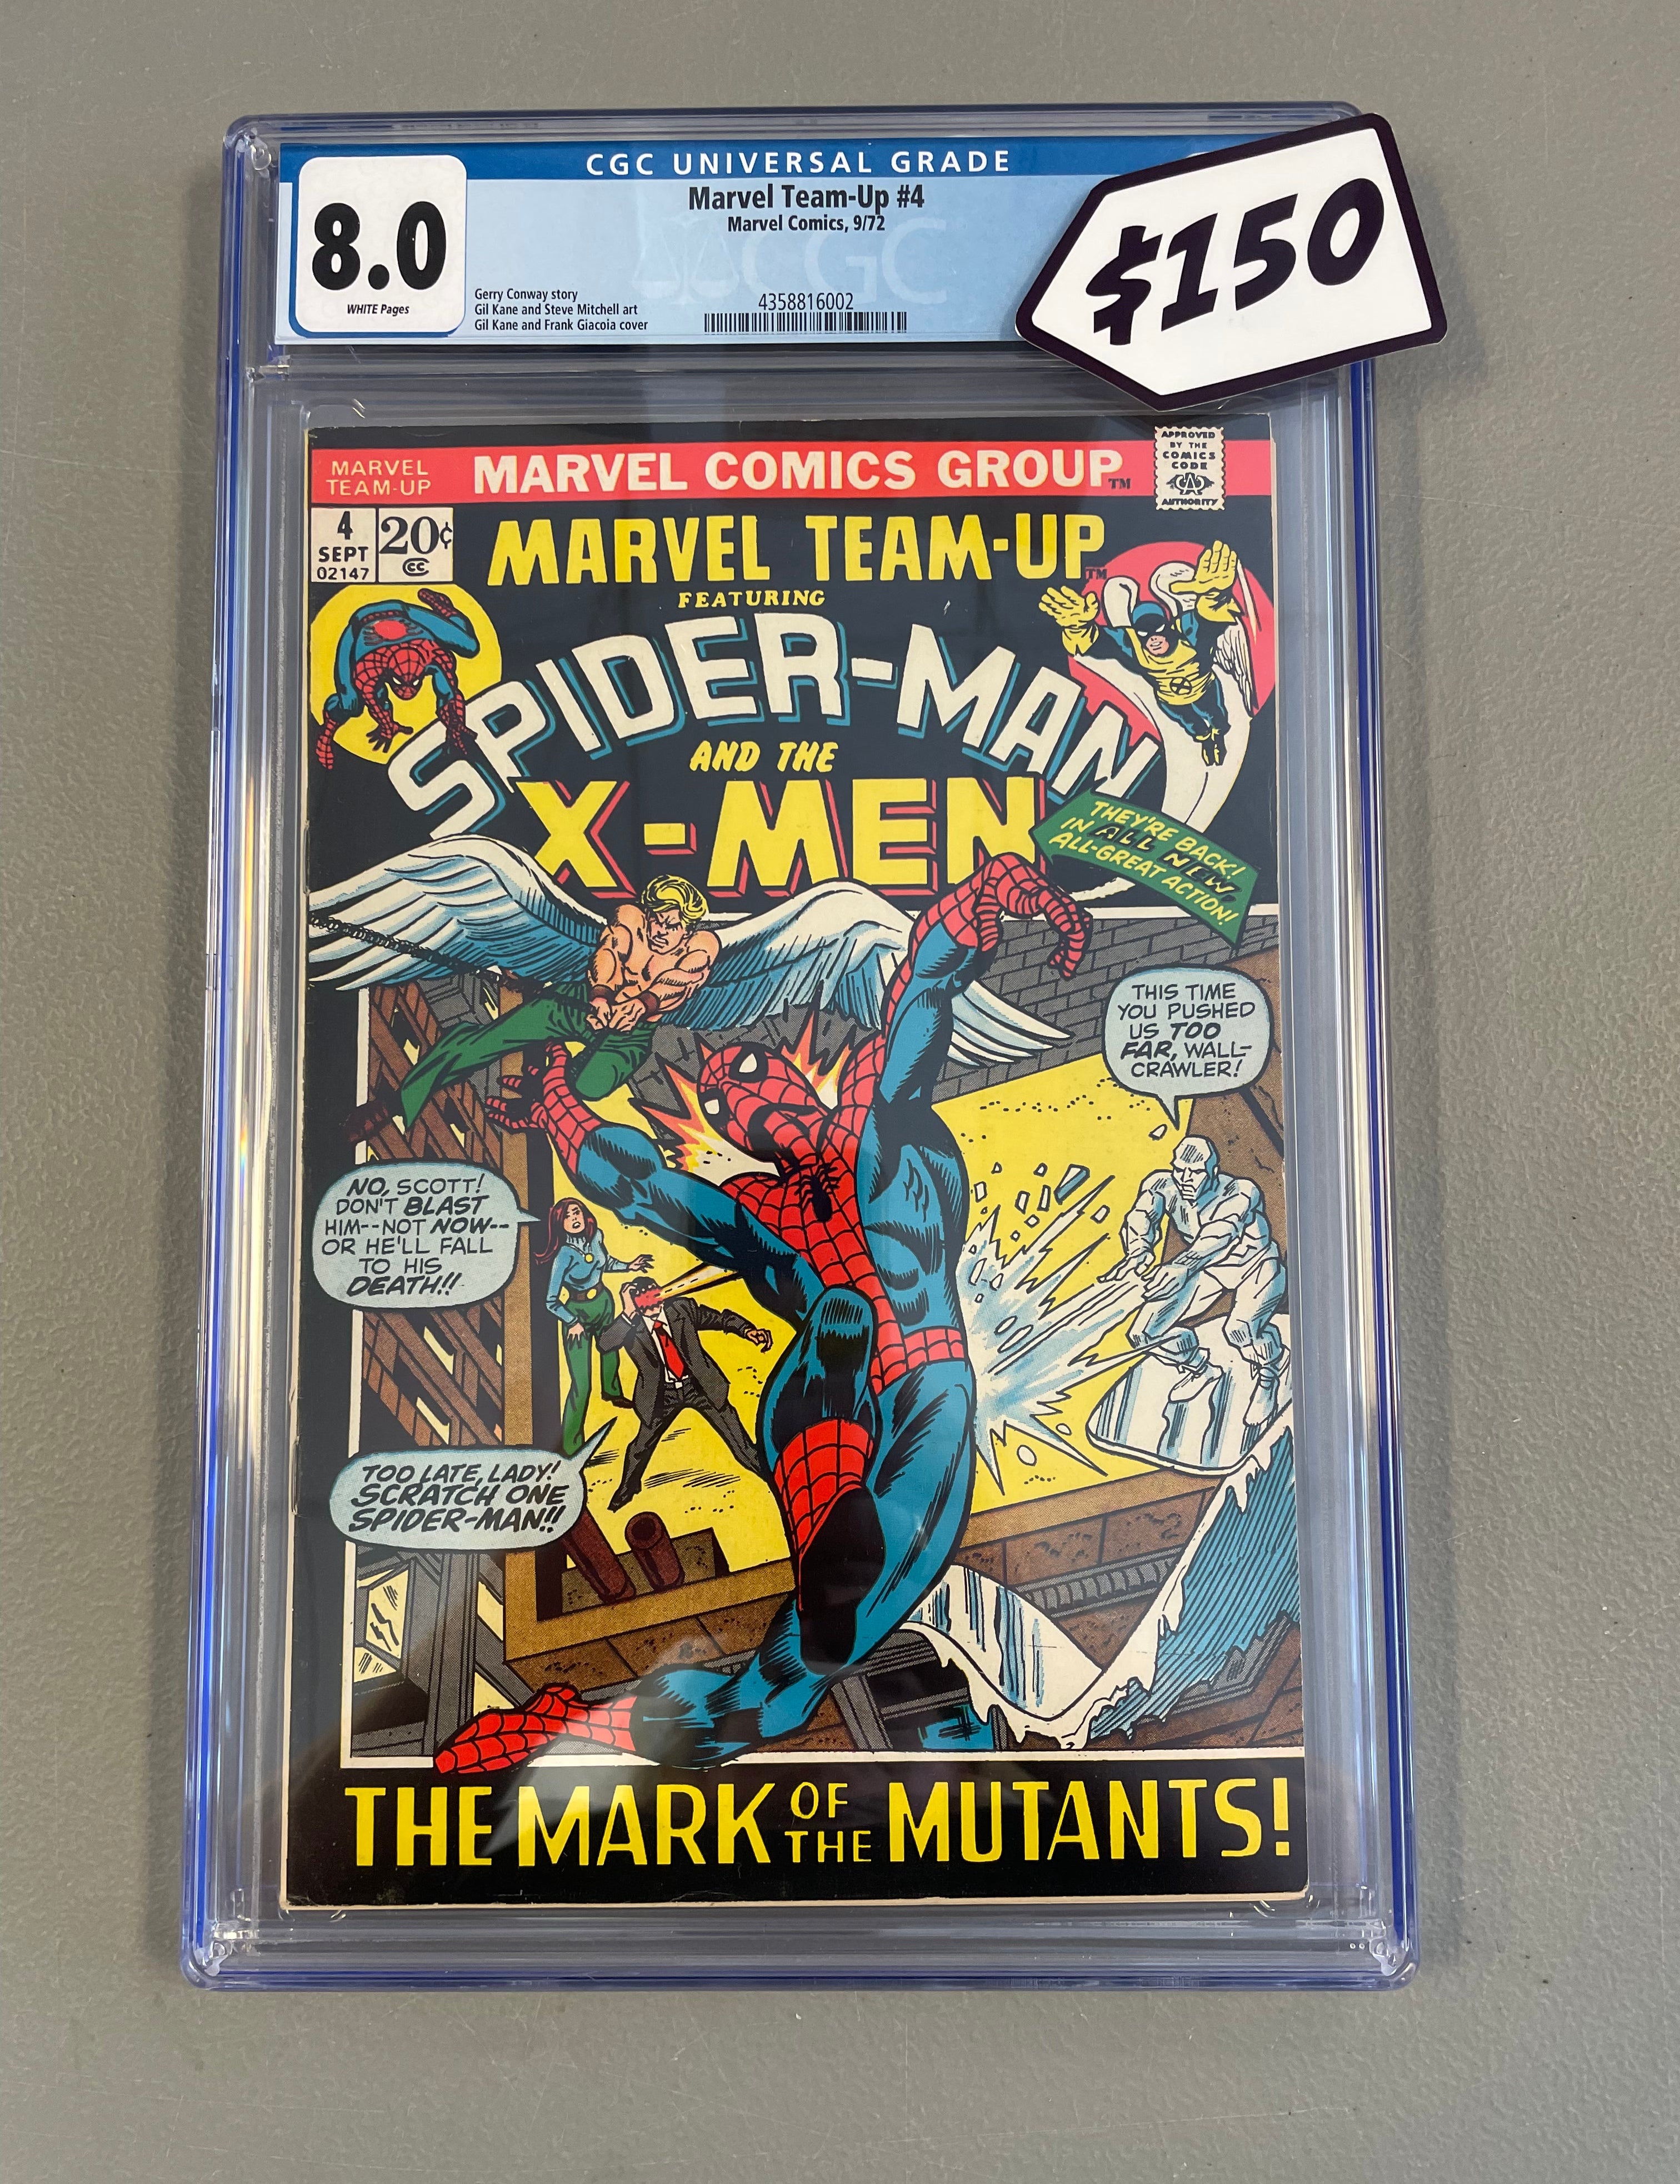 CGC UNIVERSAL GRADE
8.0
WHITE Pages
Marvel Team-Up #4
Marvel Comics, 9/72
CGC
Gerry Conway story
Gil Kane and Steve Mitchell art
Gil Kane and Frank Giacoia cover
4358816002
$150
MARVEL
TEAM-UP
MARVEL COMICS GROUP™
APPROVED
BY THE
COMICS
CODE
CA
AUTHORITY
4
SEPT
02147
20¢
CC
MARVEL TEAM-UP™
FEATURING
SPIDER-MAN
AND THE
X-MEN
THEY'RE BACK!
IN ALL NEW,
ALL-GREAT ACTION!
THIS TIME
YOU PUSHED
US TOO
FAR, WALL-
CRAWLER!
NO, SCOTT!
DON'T BLAST
HIM--NOT NOW--
OR HE'LL FALL
TO HIS
DEATH!!
TOO LATE, LADY!
SCRATCH ONE
SPIDER-MAN!!
THE MARK OF THE MUTANTS!